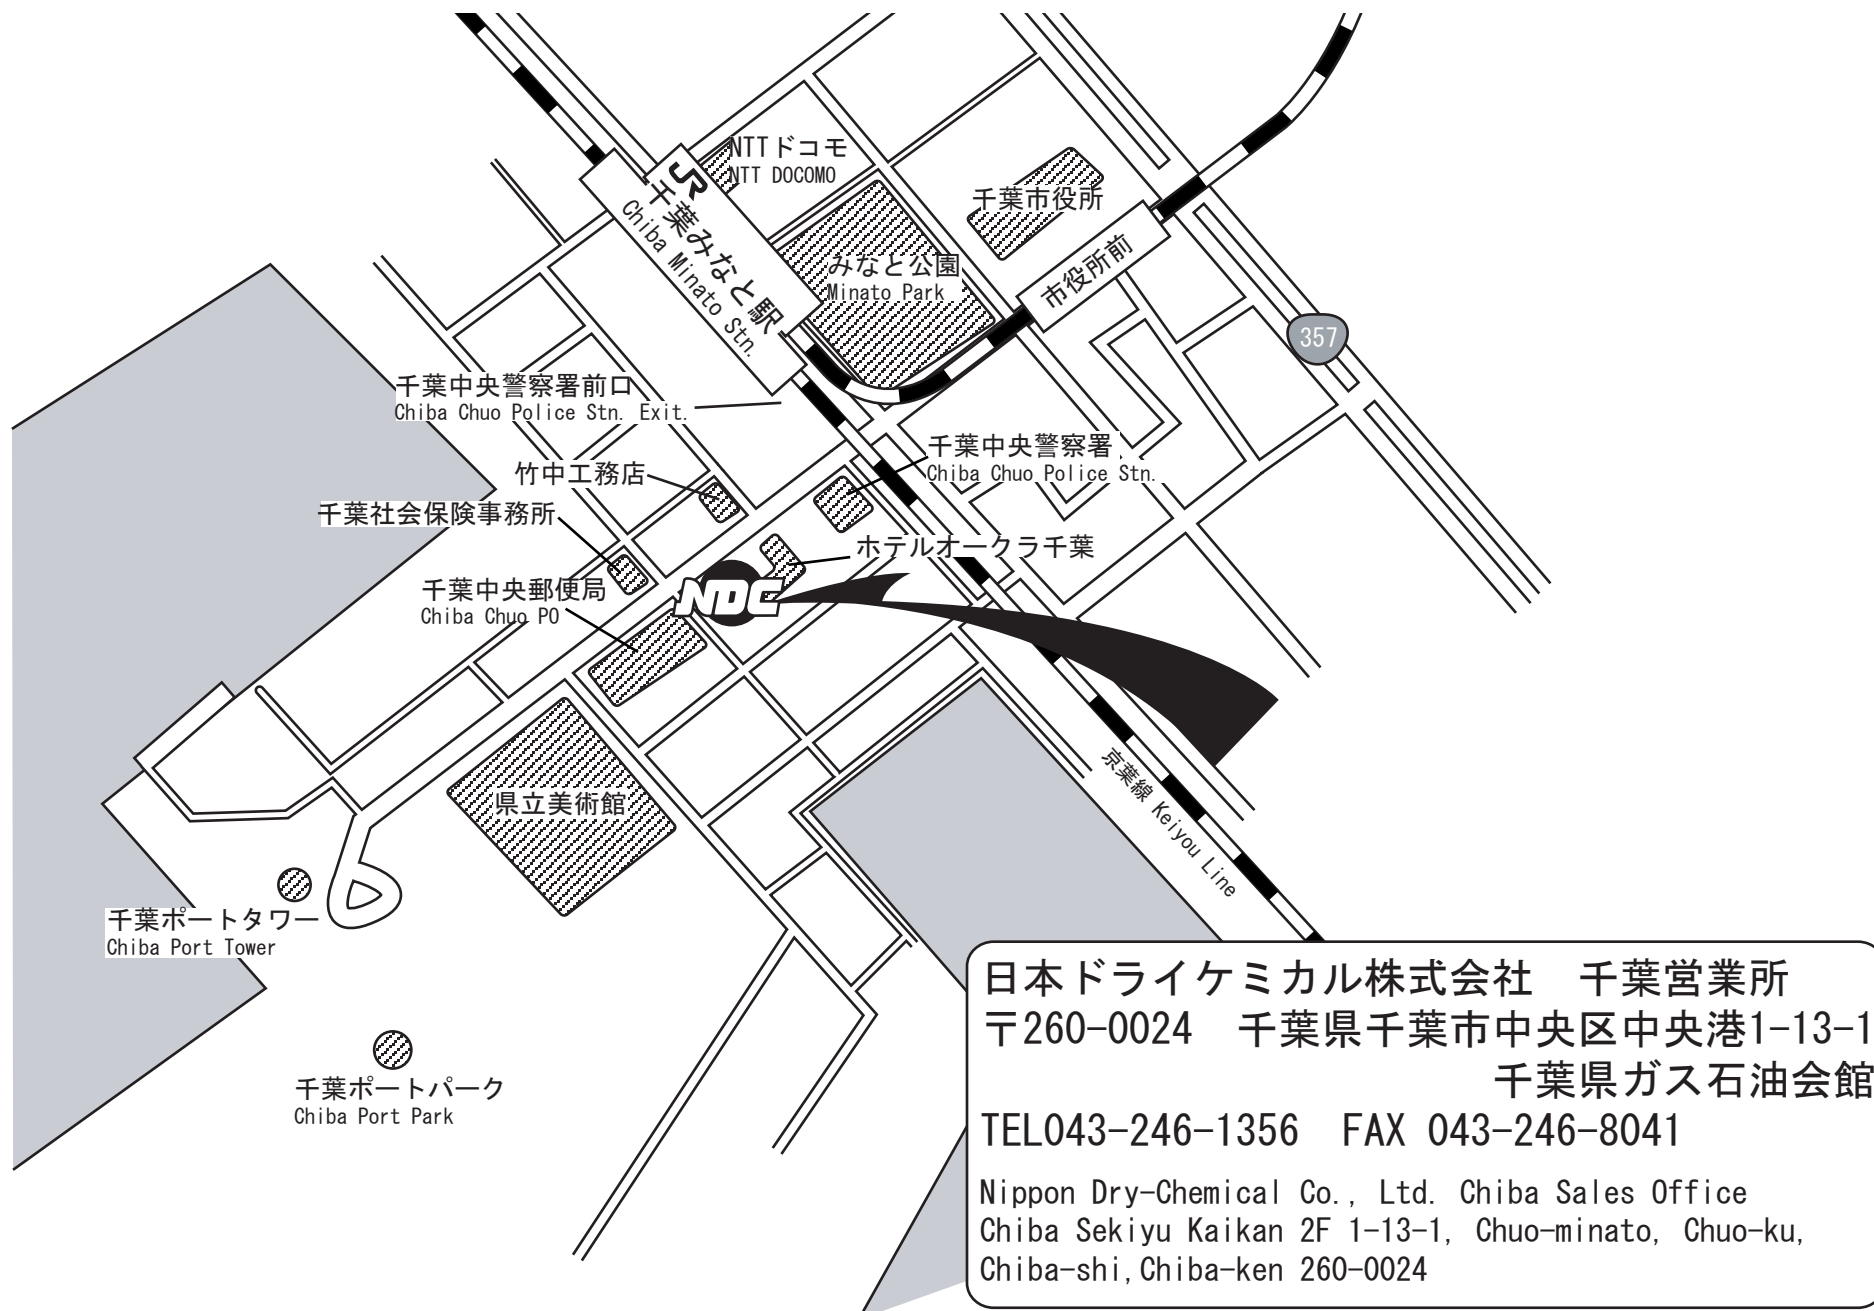 NTTドコモ
NTT DOCOMO
JR
千葉みなと駅
Chiba Minato Stn.
千葉市役所
市役所前
みなと公園
Minato Park
357
千葉中央警察署前口
Chiba Chuo Police Stn. Exit.
千葉中央警察署
Chiba Chuo Police Stn.
竹中工務店
千葉社会保険事務所
ホテルオークラ千葉
千葉中央郵便局
Chiba Chuo PO
NDC
京葉線 Keiyou Line
県立美術館
千葉ポートタワー
Chiba Port Tower
千葉ポートパーク
Chiba Port Park
日本ドライケミカル株式会社　千葉営業所
〒260-0024　千葉県千葉市中央区中央港1-13-1
千葉県ガス石油会館
TEL043-246-1356　FAX 043-246-8041
Nippon Dry-Chemical Co., Ltd. Chiba Sales Office
Chiba Sekiyu Kaikan 2F 1-13-1, Chuo-minato, Chuo-ku,
Chiba-shi,Chiba-ken 260-0024